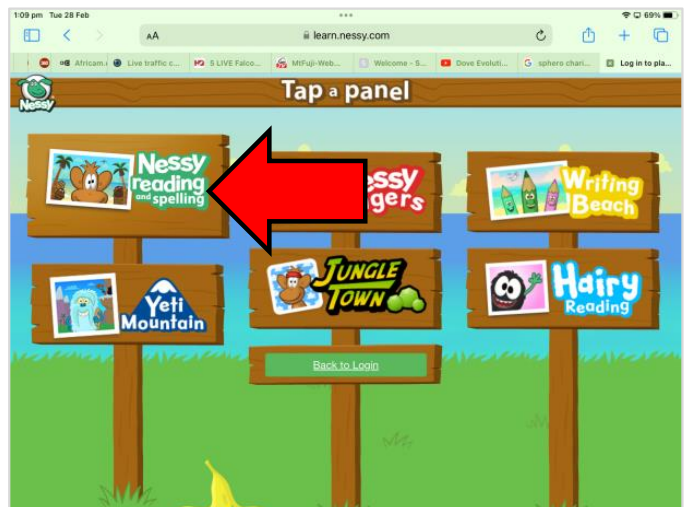 1:09 pm Tue 28 Feb
69%
AA
learn.nessy.com
Africam.
Live traffic c...
S LIVE Falco...
MtFuji-Web...
Welcome - S...
Dove Evoluti...
sphero chari...
Log in to pla...
Nessy
Tap a panel
Nessy
reading
and spelling
Writing
Beach
Yeti
Mountain
JUNGLE
TOWN
Hairy
Reading
Back to Login